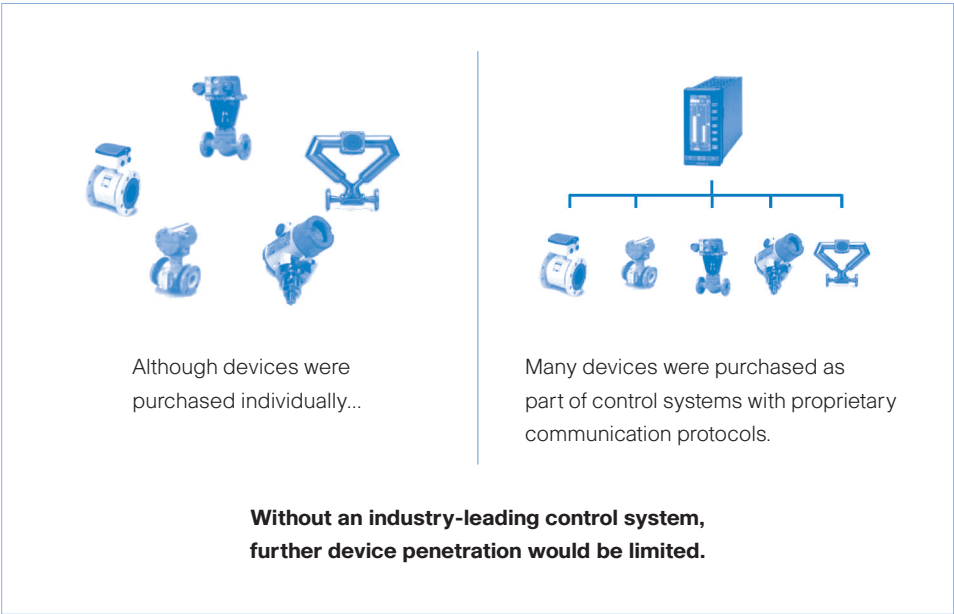 Although devices were
purchased individually...
Many devices were purchased as
part of control systems with proprietary
communication protocols.
Without an industry-leading control system,
further device penetration would be limited.